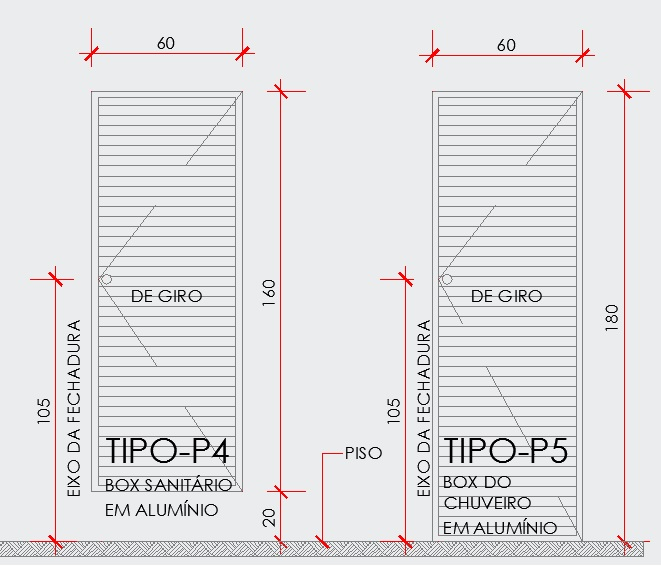 60
160
20
105
EIXO DA FECHADURA
DE GIRO
TIPO-P4
BOX SANITÁRIO
EM ALUMÍNIO
PISO
60
180
105
EIXO DA FECHADURA
DE GIRO
TIPO-P5
BOX DO
CHUVEIRO
EM ALUMÍNIO